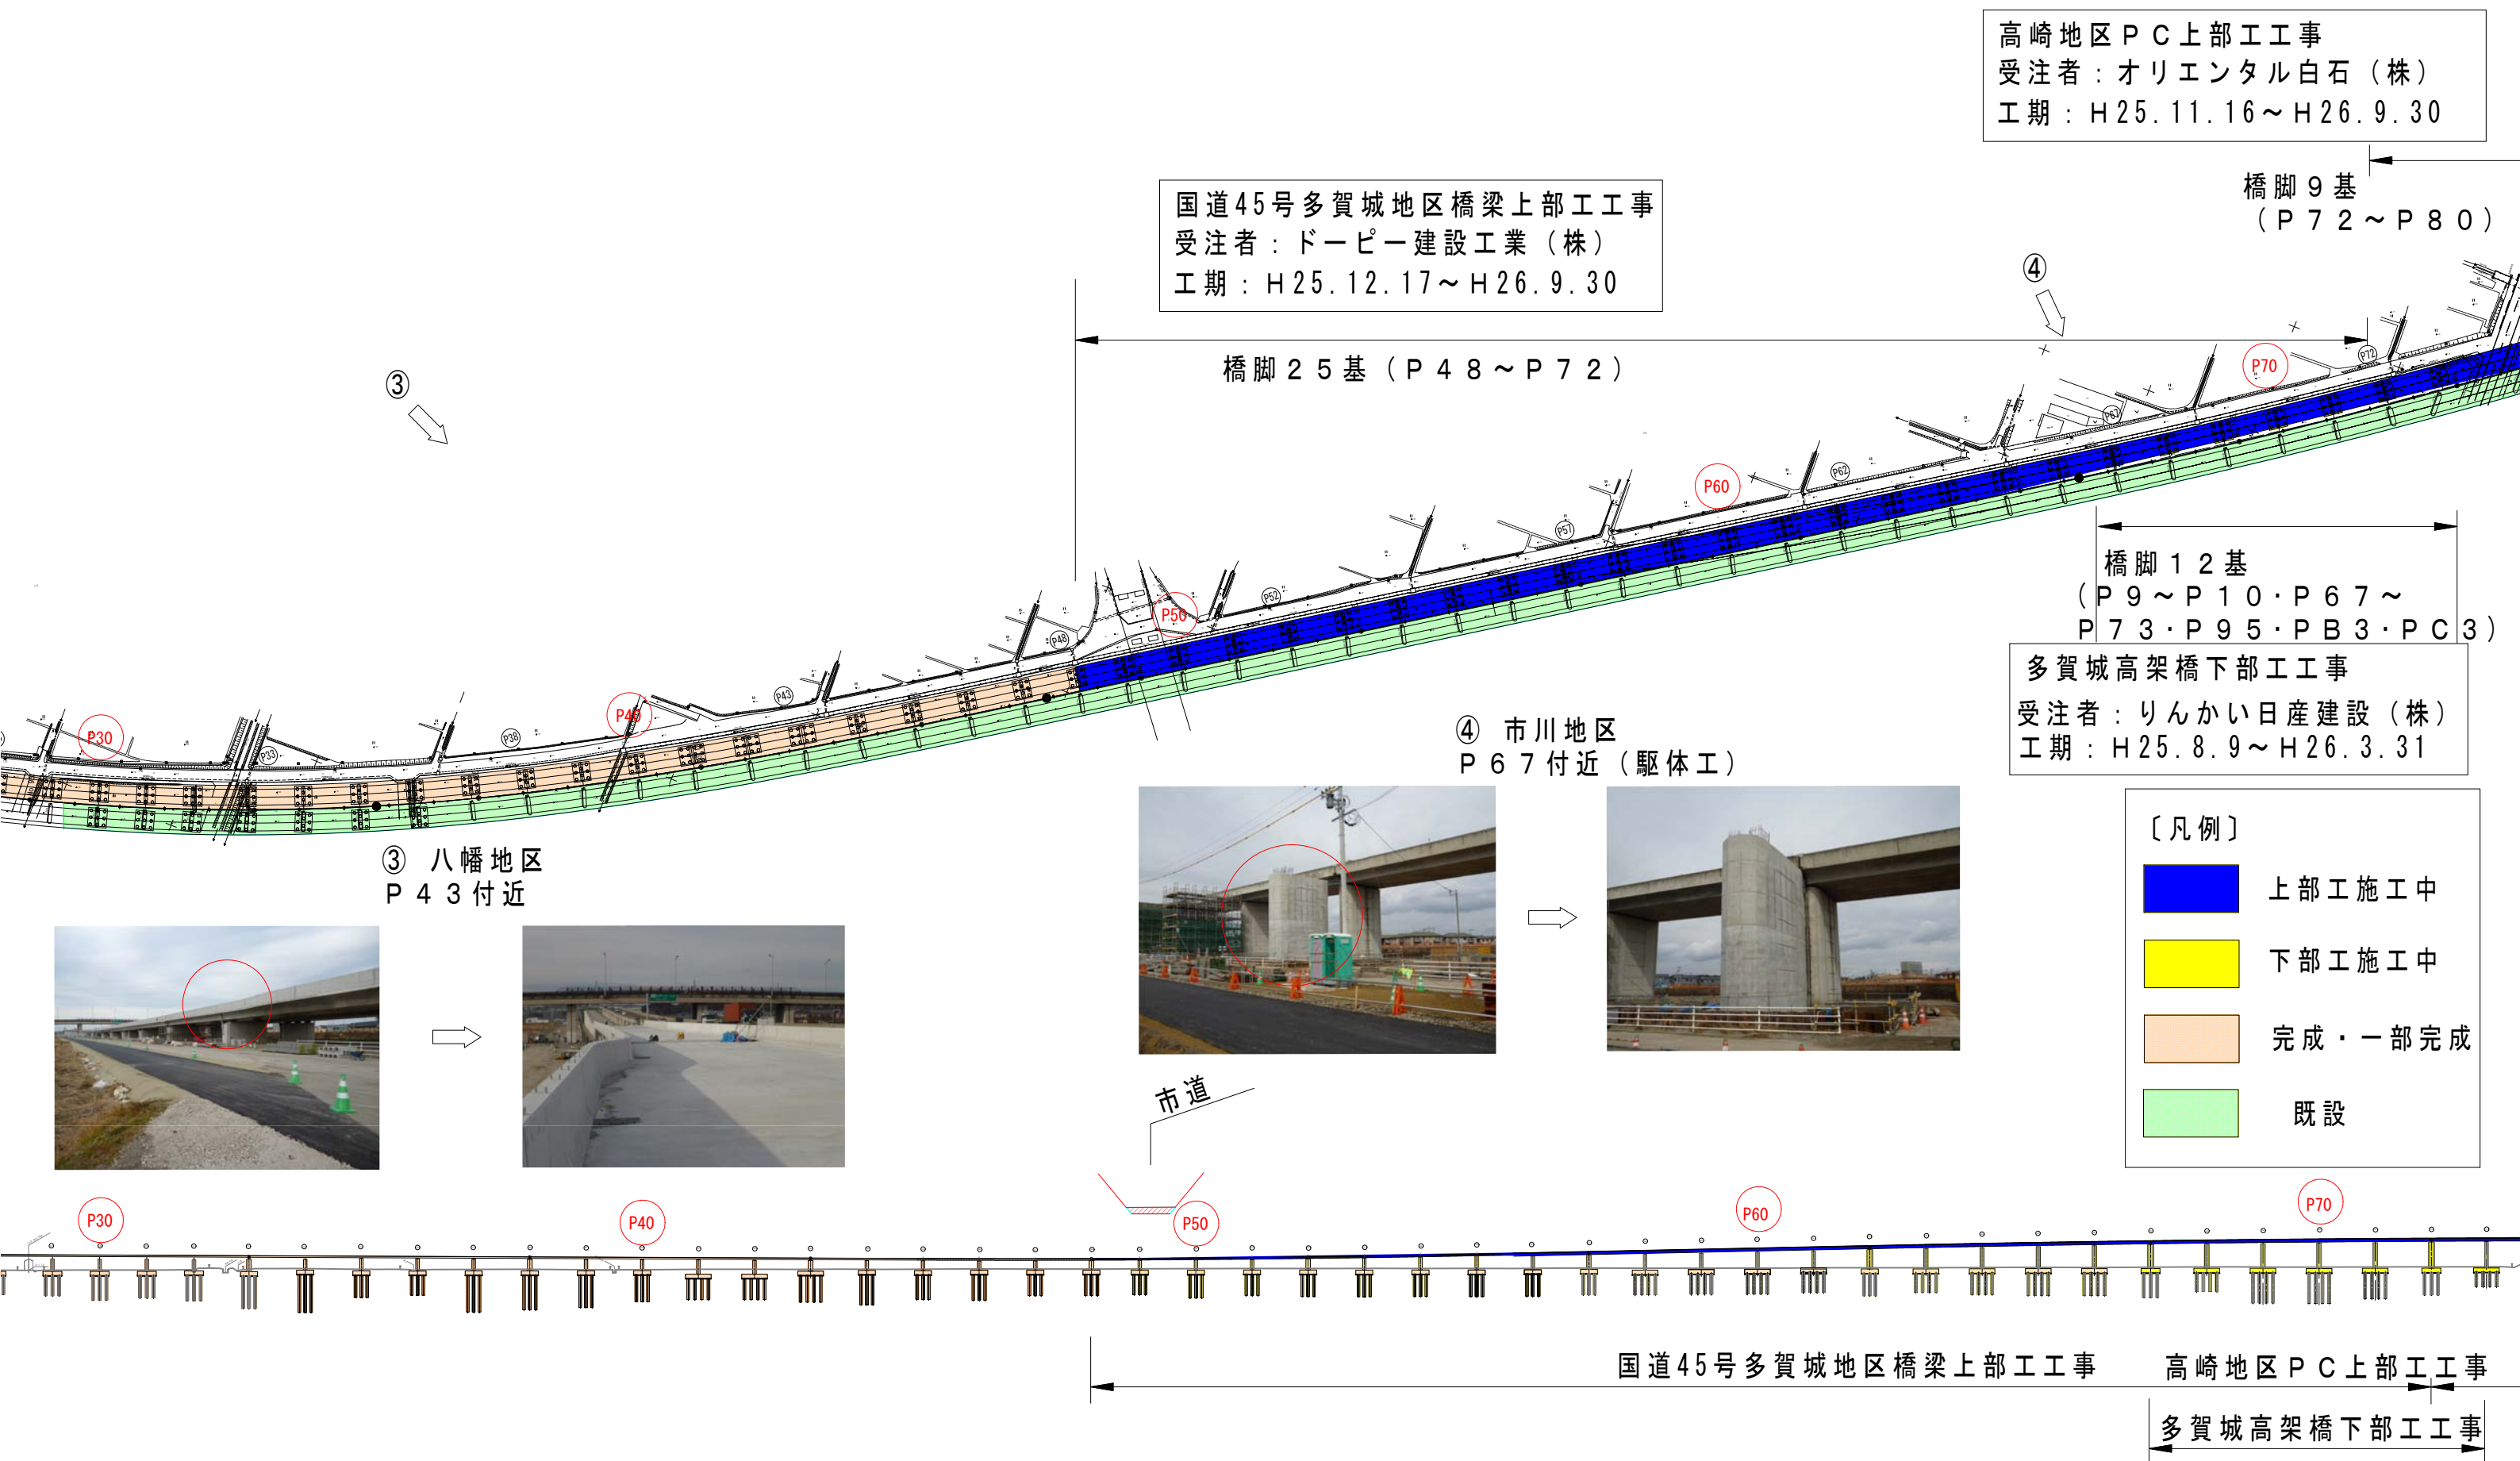 高崎地区PC上部工工事
受注者：オリエンタル白石（株）
工期：H25.11.16～H26.9.30
橋脚9基
（P72～P80）
国道45号多賀城地区橋梁上部工工事
受注者：ドーピー建設工業（株）
工期：H25.12.17～H26.9.30
橋脚25基（P48～P72）
③
④
P30
P33
P38
P40
P43
P48
P50
P52
P57
P60
P62
P67
P70
P72
橋脚12基
（P9～P10・P67～
P73・P95・PB3・PC3）
多賀城高架橋下部工工事
受注者：りんかい日産建設（株）
工期：H25.8.9～H26.3.31
③ 八幡地区
P43付近
④ 市川地区
P67付近（駆体工）
〔凡例〕
上部工施工中
下部工施工中
完成・一部完成
既設
市道
P30
P40
P50
P60
P70
国道45号多賀城地区橋梁上部工工事
高崎地区PC上部工工事
多賀城高架橋下部工工事